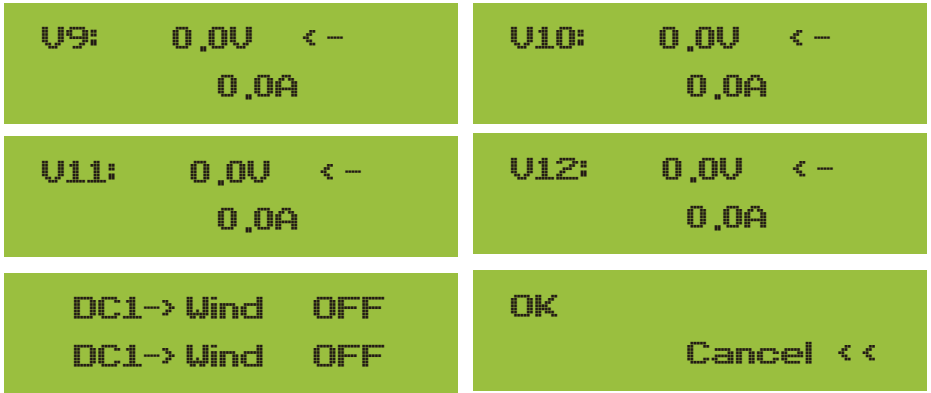 V9: 0.0V <-
0.0A
V10: 0.0V <-
0.0A
V11: 0.0V <-
0.0A
V12: 0.0V <-
0.0A
DC1-> Wind OFF
DC1-> Wind OFF
OK
Cancel <<